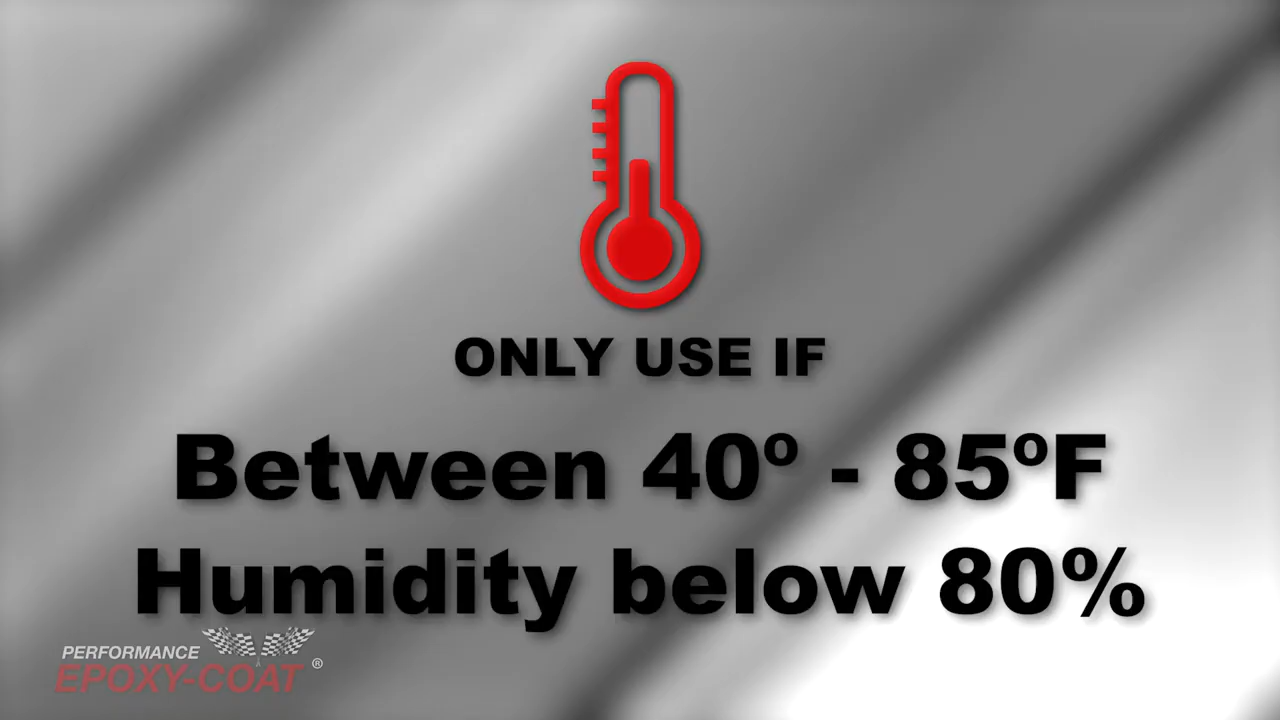 ONLY USE IF
Between 40º - 85ºF
Humidity below 80%
PERFORMANCE
EPOXY-COAT ®